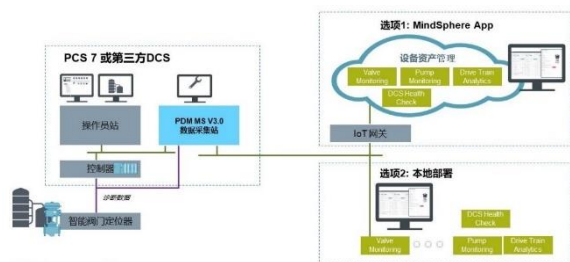 PCS 7 或第三方DCS
操作员站
PDM MS V3.0
数据采集站
控制器
诊断数据
智能阀门定位器
选项1: MindSphere App
设备资产管理
Valve
Monitoring
Pump
Monitoring
Drive Train
Analytics
DCS Health
Check
IoT 网关
选项2: 本地部署
DCS Health
Check
Valve
Monitoring
Pump
Monitoring
Drive Train
Analytics